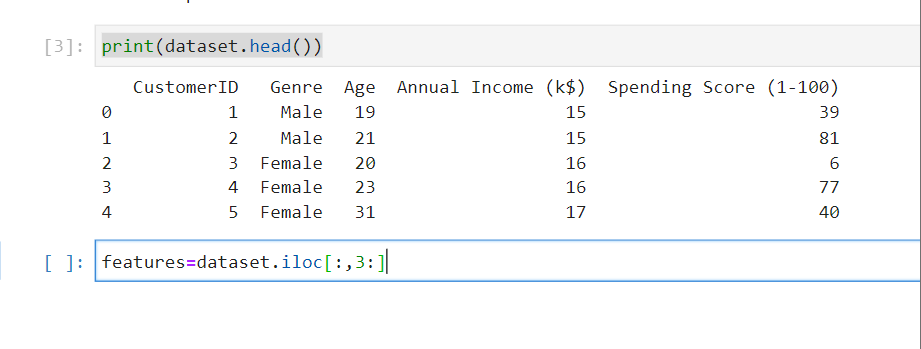 [3]: print(dataset.head())
CustomerID Genre Age Annual Income (k$) Spending Score (1-100)
0 1 Male 19 15 39
1 2 Male 21 15 81
2 3 Female 20 16 6
3 4 Female 23 16 77
4 5 Female 31 17 40
[ ]: features=dataset.iloc[:,3:]